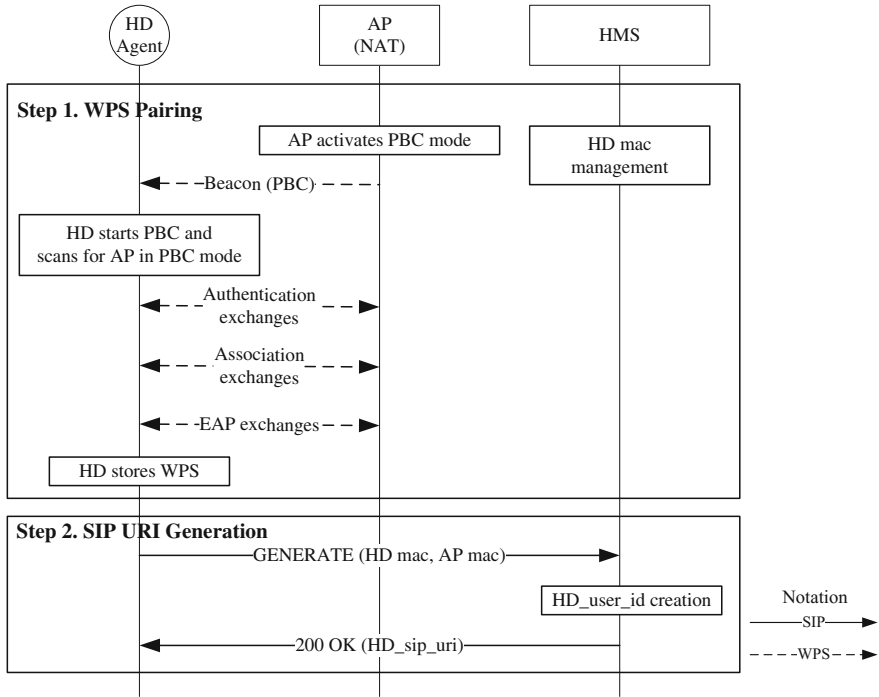 HD
Agent
AP
(NAT)
HMS
Step 1. WPS Pairing
AP activates PBC mode
HD mac
management
Beacon (PBC)
HD starts PBC and
scans for AP in PBC mode
Authentication
exchanges
Association
exchanges
EAP exchanges
HD stores WPS
Step 2. SIP URI Generation
GENERATE (HD mac, AP mac)
HD_user_id creation
200 OK (HD_sip_uri)
Notation
SIP
WPS